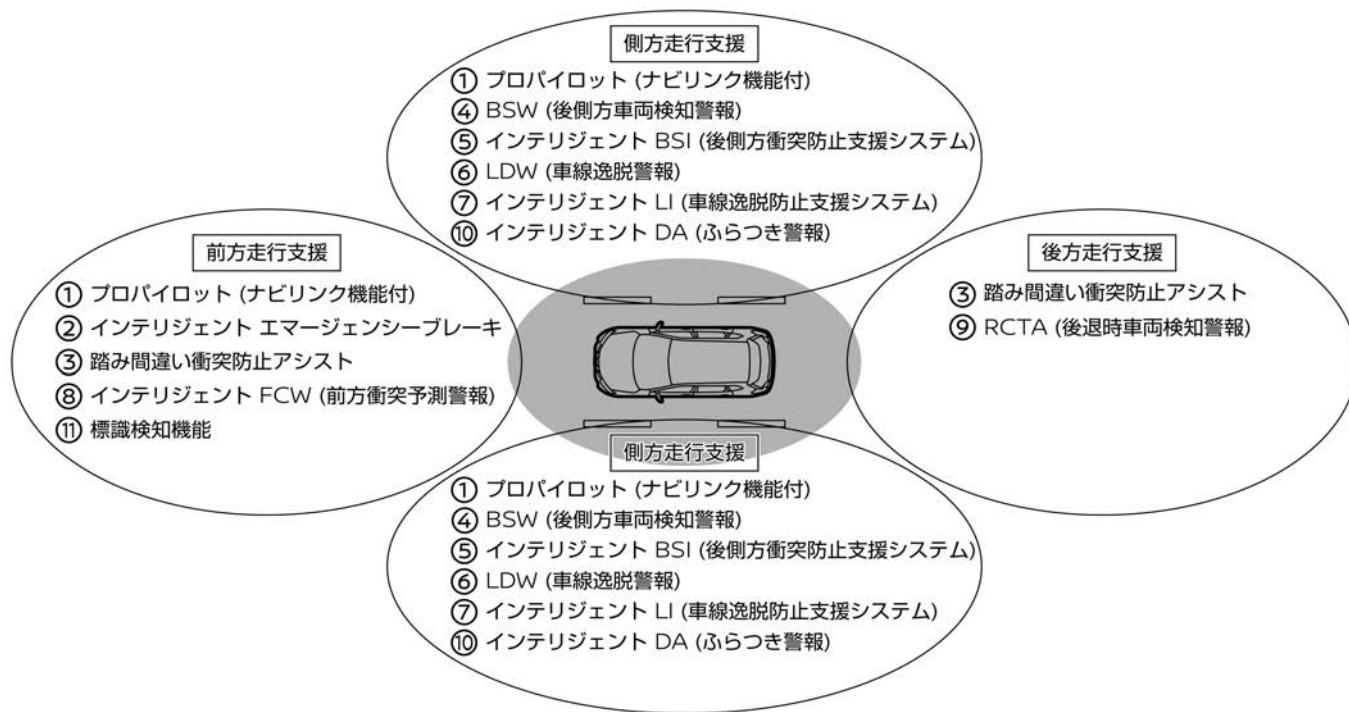 側方走行支援
① プロパイロット (ナビリンク機能付)
④ BSW (後側方車両検知警報)
⑤ インテリジェント BSI (後側方衝突防止支援システム)
⑥ LDW (車線逸脱警報)
⑦ インテリジェント LI (車線逸脱防止支援システム)
⑩ インテリジェント DA (ふらつき警報)
前方走行支援
① プロパイロット (ナビリンク機能付)
② インテリジェント エマージェンシーブレーキ
③ 踏み間違い衝突防止アシスト
⑧ インテリジェント FCW (前方衝突予測警報)
⑪ 標識検知機能
後方走行支援
③ 踏み間違い衝突防止アシスト
⑨ RCTA (後退時車両検知警報)
側方走行支援
① プロパイロット (ナビリンク機能付)
④ BSW (後側方車両検知警報)
⑤ インテリジェント BSI (後側方衝突防止支援システム)
⑥ LDW (車線逸脱警報)
⑦ インテリジェント LI (車線逸脱防止支援システム)
⑩ インテリジェント DA (ふらつき警報)